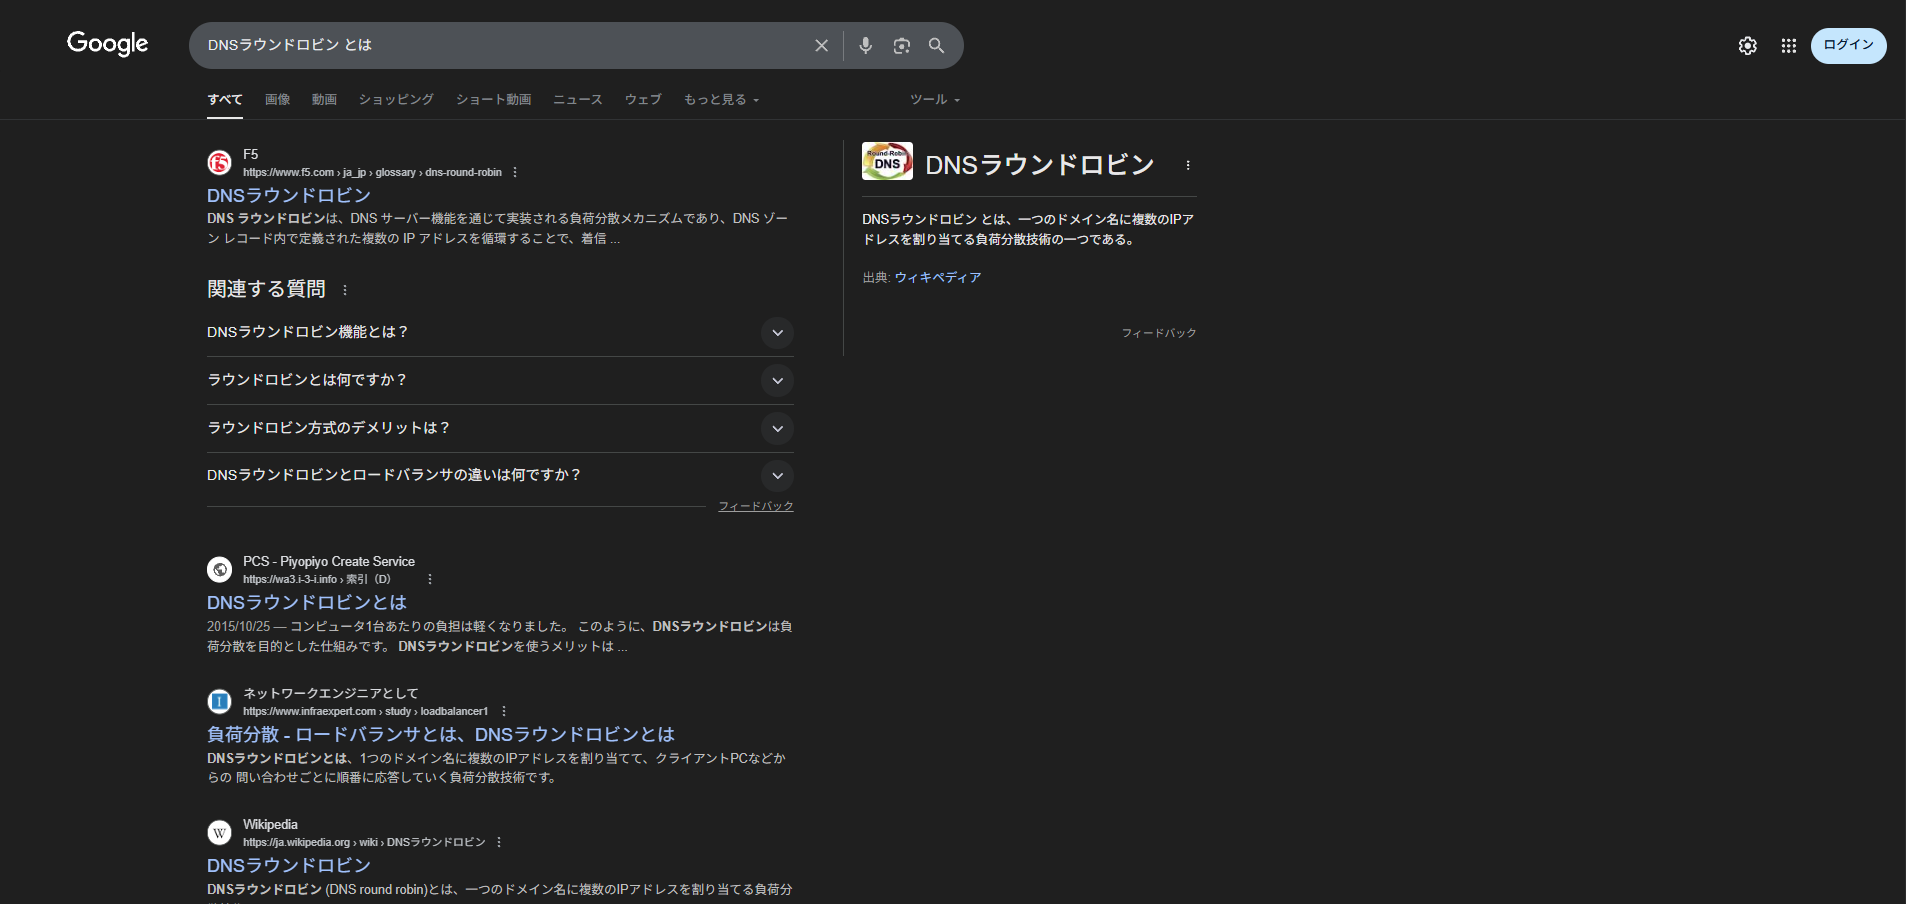 Google
DNSラウンドロビン とは
ログイン
すべて 画像 動画 ショッピング ショート動画 ニュース ウェブ もっと見る ツール
F5
https://www.f5.com › ja_jp › glossary › dns-round-robin
DNSラウンドロビン
DNS ラウンドロビンは、DNS サーバー機能を通じて実装される負荷分散メカニズムであり、DNS ゾー
ン レコード内で定義された複数の IP アドレスを循環することで、着信 ...
関連する質問
DNSラウンドロビン機能とは？
ラウンドロビンとは何ですか？
ラウンドロビン方式のデメリットは？
DNSラウンドロビンとロードバランサの違いは何ですか？
フィードバック
PCS - Piyopiyo Create Service
https://wa3.i-3-i.info › 索引（D）
DNSラウンドロビンとは
2015/10/25 — コンピュータ1台あたりの負担は軽くなりました。 このように、DNSラウンドロビンは負
荷分散を目的とした仕組みです。 DNSラウンドロビンを使うメリットは ...
ネットワークエンジニアとして
https://www.infraexpert.com › study › loadbalancer1
負荷分散 - ロードバランサとは、DNSラウンドロビンとは
DNSラウンドロビンとは、1つのドメイン名に複数のIPアドレスを割り当てて、クライアントPCなどか
らの 問い合わせごとに順番に応答していく負荷分散技術です。
W
Wikipedia
https://ja.wikipedia.org › wiki › DNSラウンドロビン
DNSラウンドロビン
DNSラウンドロビン (DNS round robin)とは、一つのドメイン名に複数のIPアドレスを割り当てる負荷分
Round-Robin
DNS
DNSラウンドロビン
DNSラウンドロビン とは、一つのドメイン名に複数のIPア
ドレスを割り当てる負荷分散技術の一つである。
出典: ウィキペディア
フィードバック